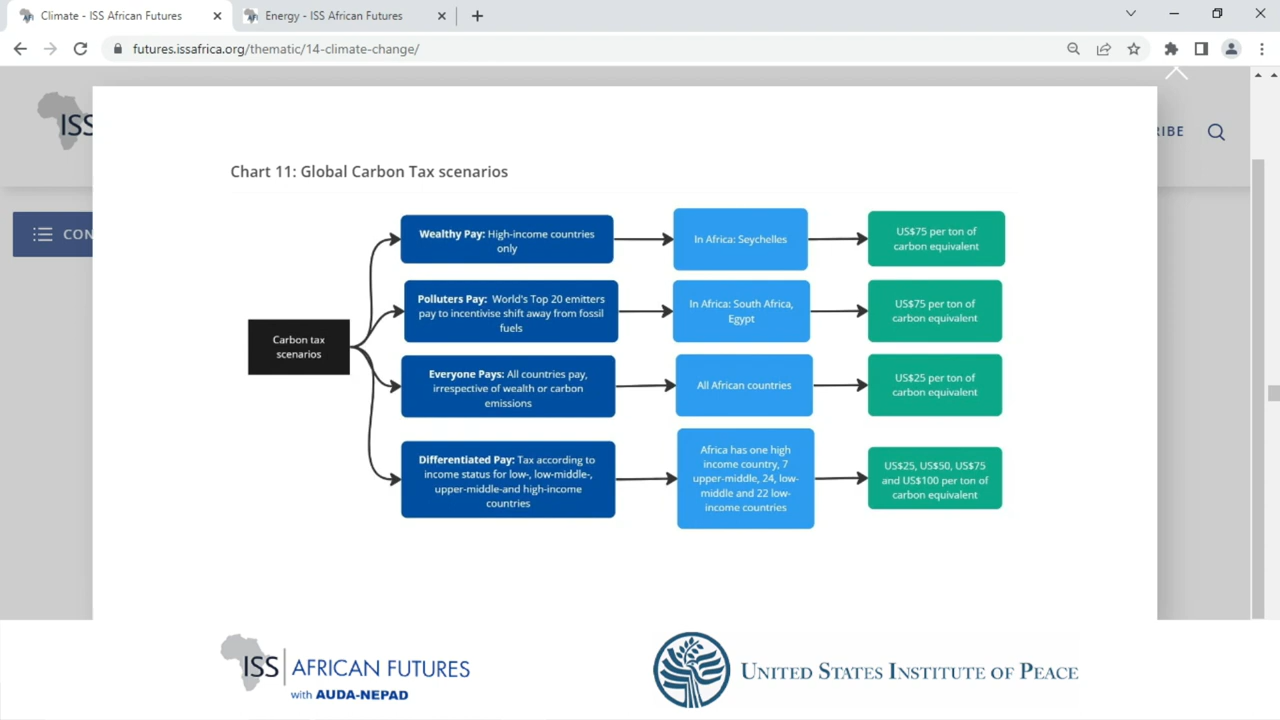 Climate - ISS African Futures
Energy - ISS African Futures
futures.issafrica.org/thematic/14-climate-change/
ISS
RIBE
CON
Chart 11: Global Carbon Tax scenarios
Carbon tax
scenarios
Wealthy Pay: High-income countries
only
In Africa: Seychelles
US$75 per ton of
carbon equivalent
Polluters Pay: World's Top 20 emitters
pay to incentivise shift away from fossil
fuels
In Africa: South Africa,
Egypt
US$75 per ton of
carbon equivalent
Everyone Pays: All countries pay,
irrespective of wealth or carbon
emissions
All African countries
US$25 per ton of
carbon equivalent
Differentiated Pay: Tax according to
income status for low-, low-middle-,
upper-middle-and high-income
countries
Africa has one high
income country, 7
upper-middle, 24, low-
middle and 22 low-
income countries
US$25, US$50, US$75
and US$100 per ton of
carbon equivalent
ISS AFRICAN FUTURES
with AUDA-NEPAD
UNITED STATES INSTITUTE OF PEACE